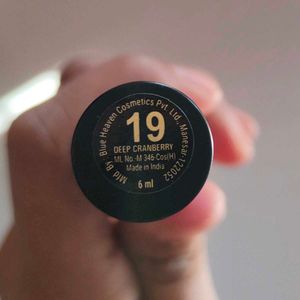 Mfd By Blue Heaven Cosmetics Pvt. Ltd., Manesar-122052
19
DEEP CRANBERRY
ML No.-M 346-Cos(H)
Made in India
6 ml